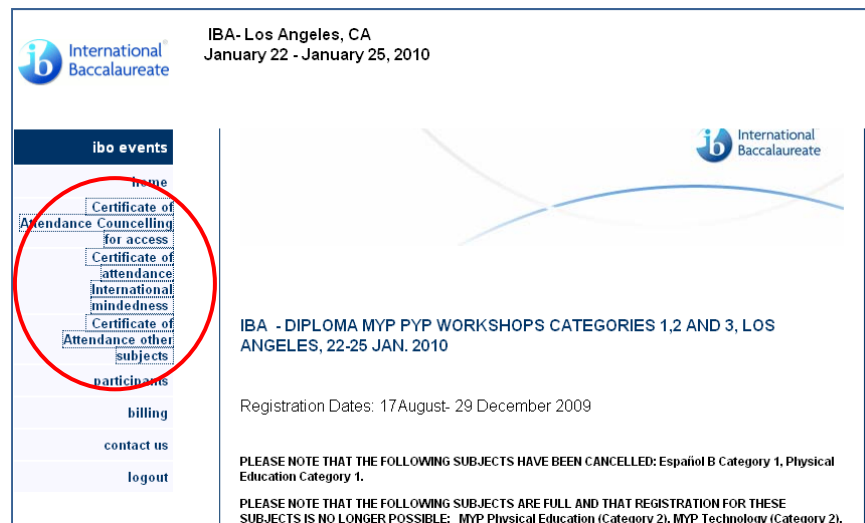 International
Baccalaureate
IBA- Los Angeles, CA
January 22 - January 25, 2010
ibo events
home
Certificate of
Attendance Councelling
for access
Certificate of
attendance
International
mindedness
Certificate of
Attendance other
subjects
participants
billing
contact us
logout
International
Baccalaureate
IBA - DIPLOMA MYP PYP WORKSHOPS CATEGORIES 1,2 AND 3, LOS
ANGELES, 22-25 JAN. 2010
Registration Dates: 17August- 29 December 2009
PLEASE NOTE THAT THE FOLLOWING SUBJECTS HAVE BEEN CANCELLED: Español B Category 1, Physical
Education Category 1.
PLEASE NOTE THAT THE FOLLOWING SUBJECTS ARE FULL AND THAT REGISTRATION FOR THESE
SUBJECTS IS NO LONGER POSSIBLE: MYP Physical Education (Category 2), MYP Technology (Category 2),